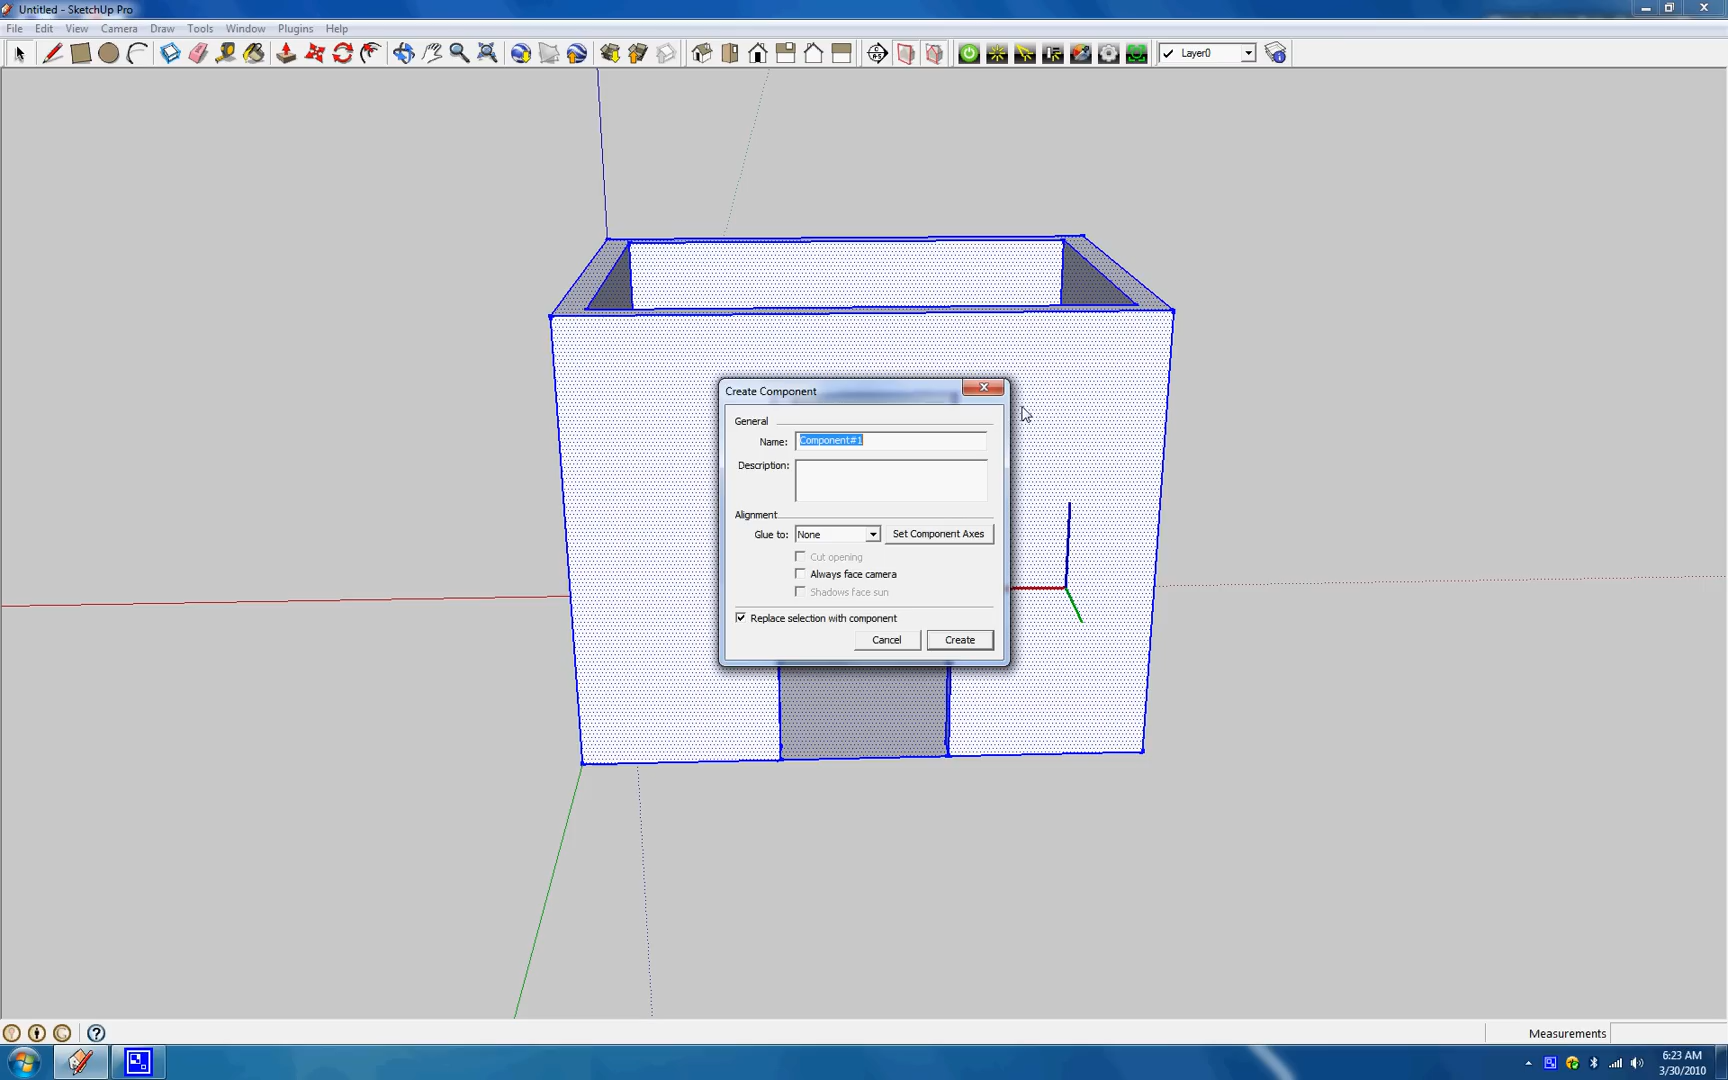 Untitled - SketchUp Pro
File Edit View Camera Draw Tools Window Plugins Help
Layer0
Create Component
General
Name: Component#1
Description:
Alignment
Glue to: None Set Component Axes
Cut opening
Always face camera
Shadows face sun
Replace selection with component
Cancel Create
Measurements
6:23 AM
3/30/2010